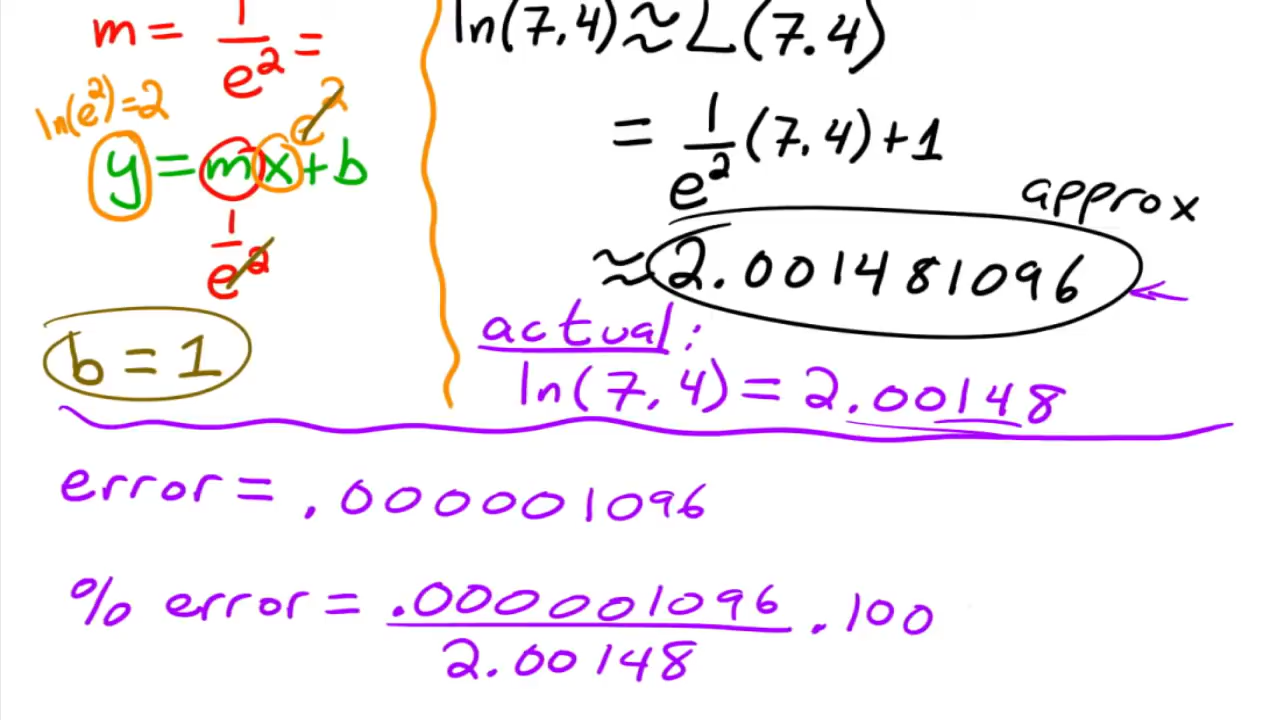 m = 1/e² =
ln(e²)=2
e²
y = mx+b
1/e²
b = 1
ln(7.4) ≈ L(7.4)
= 1/e² (7.4)+1
approx
≈ 2.001481096
actual:
ln(7.4) = 2.00148
error = .000001096
% error = .000001096/2.00148 . 100